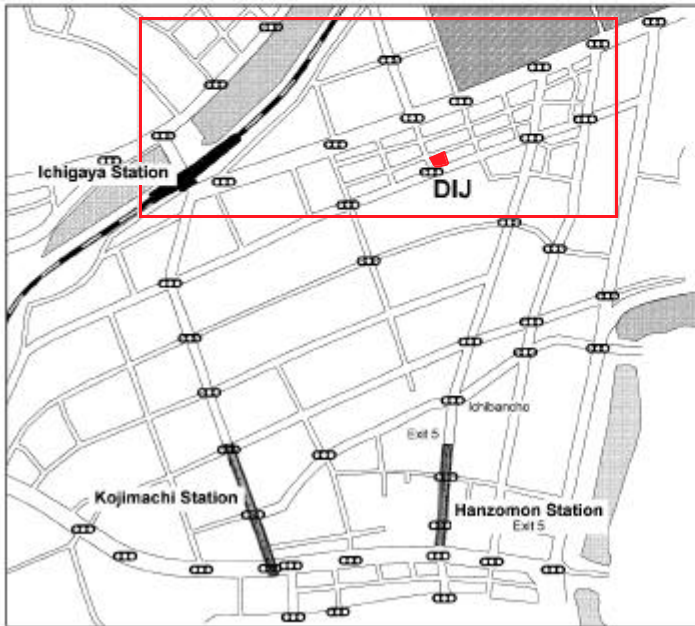 Ichigaya Station
DIJ
Ichibancho
Exit 5
Kojimachi Station
Hanzomon Station
Exit 5